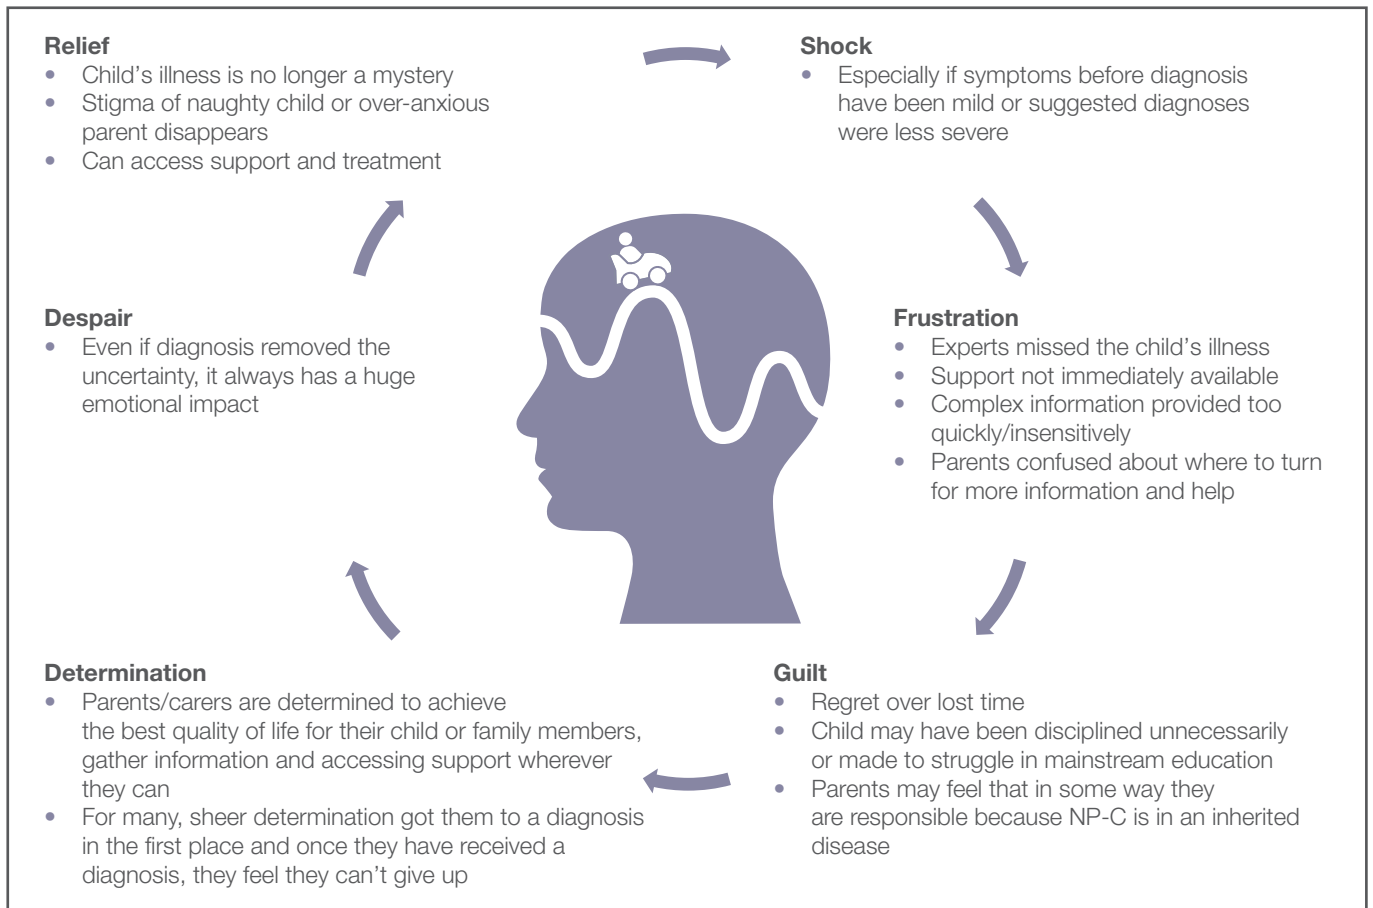 Relief
• Child’s illness is no longer a mystery
• Stigma of naughty child or over-anxious
parent disappears
• Can access support and treatment
Shock
• Especially if symptoms before diagnosis
have been mild or suggested diagnoses
were less severe
Frustration
• Experts missed the child’s illness
• Support not immediately available
• Complex information provided too
quickly/insensitively
• Parents confused about where to turn
for more information and help
Guilt
• Regret over lost time
• Child may have been disciplined unnecessarily
or made to struggle in mainstream education
• Parents may feel that in some way they
are responsible because NP-C is in an inherited
disease
Determination
• Parents/carers are determined to achieve
the best quality of life for their child or family members,
gather information and accessing support wherever
they can
• For many, sheer determination got them to a diagnosis
in the first place and once they have received a
diagnosis, they feel they can’t give up
Despair
• Even if diagnosis removed the
uncertainty, it always has a huge
emotional impact